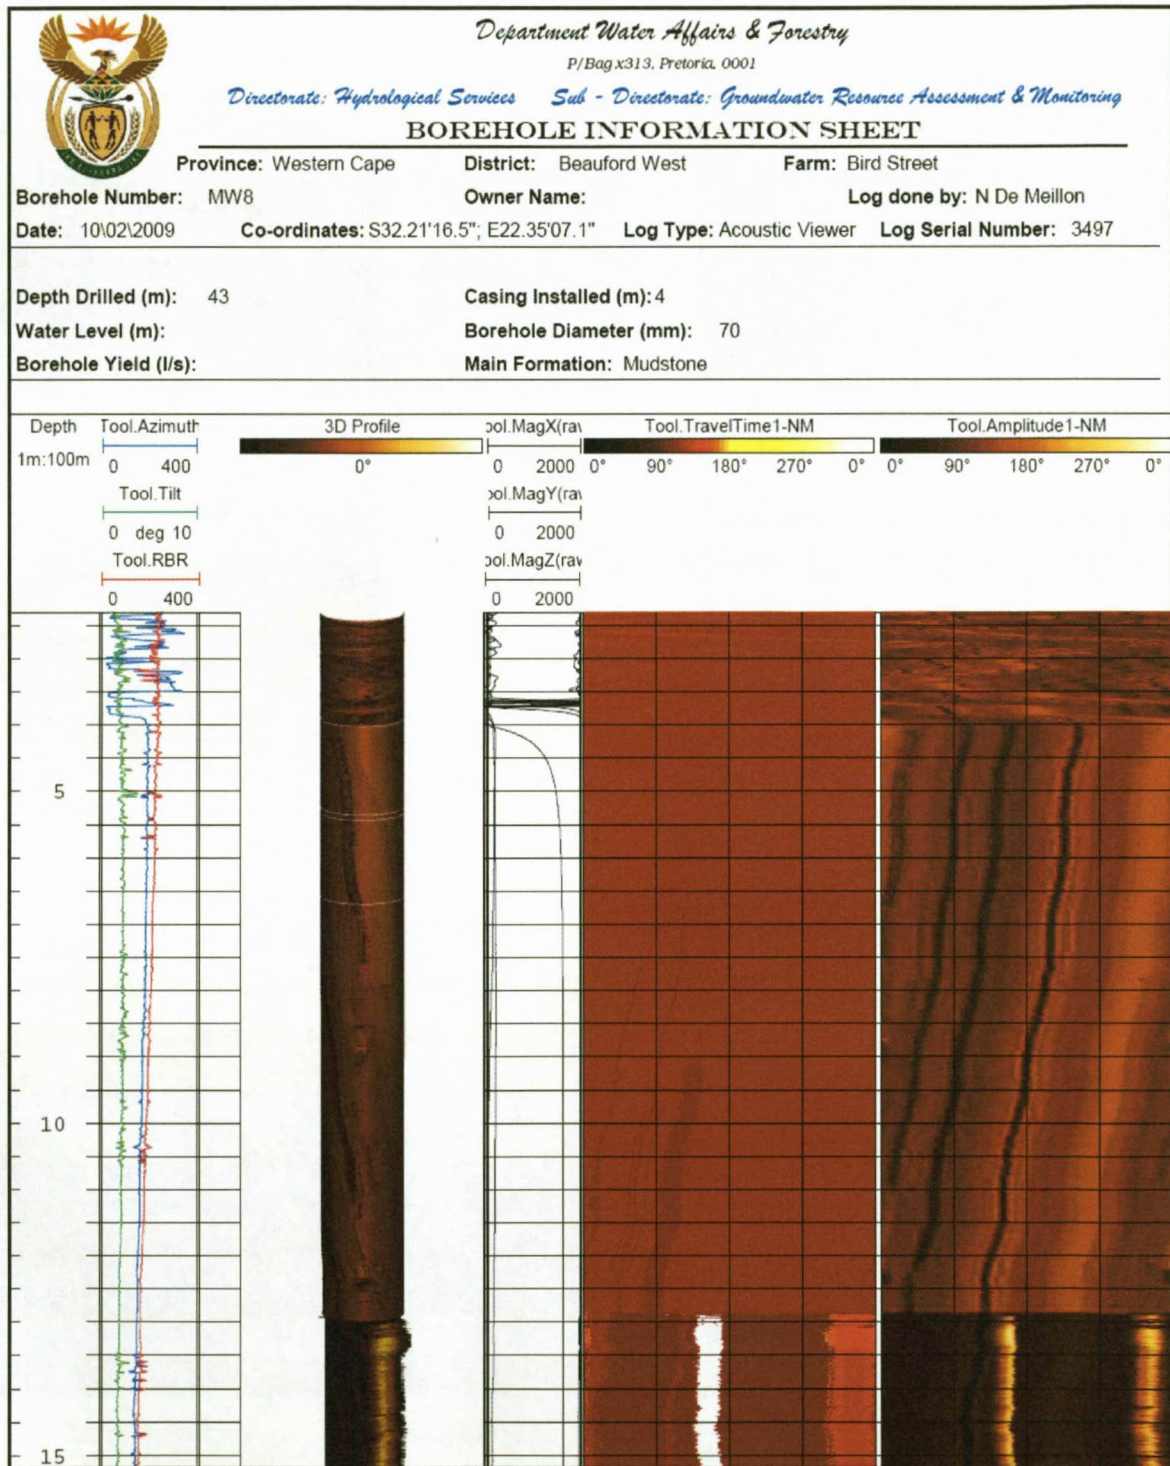 Department Water Affairs & Forestry
P/Bag x313, Pretoria, 0001
Directorate: Hydrological Services Sub - Directorate: Groundwater Resource Assessment & Monitoring
BOREHOLE INFORMATION SHEET
Province: Western Cape District: Beauford West Farm: Bird Street
Borehole Number: MW8 Owner Name: Log done by: N De Meillon
Date: 10\02\2009 Co-ordinates: S32.21'16.5"; E22.35'07.1" Log Type: Acoustic Viewer Log Serial Number: 3497
Depth Drilled (m): 43 Casing Installed (m): 4
Water Level (m): Borehole Diameter (mm): 70
Borehole Yield (l/s): Main Formation: Mudstone
Depth Tool.Azimuth 3D Profile ool.MagX(rav Tool.TravelTime1-NM Tool.Amplitude1-NM
1m:100m 0 400 0° 0 2000 0° 90° 180° 270° 0° 0° 90° 180° 270° 0°
Tool.Tilt ool.MagY(rav
0 deg 10 0 2000
Tool.RBR ool.MagZ(rav
0 400 0 2000
5
10
15